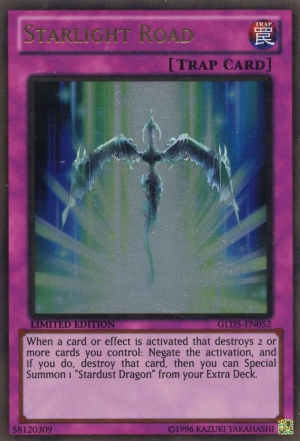 STARLIGHT ROAD
TRAP
罠
[TRAP CARD]
LIMITED EDITION
GLD5-EN052
When a card or effect is activated that destroys 2 or
more cards you control: Negate the activation, and
if you do, destroy that card, then you can Special
Summon 1 "Stardust Dragon" from your Extra Deck.
58120309
©1996 KAZUKI TAKAHASHI